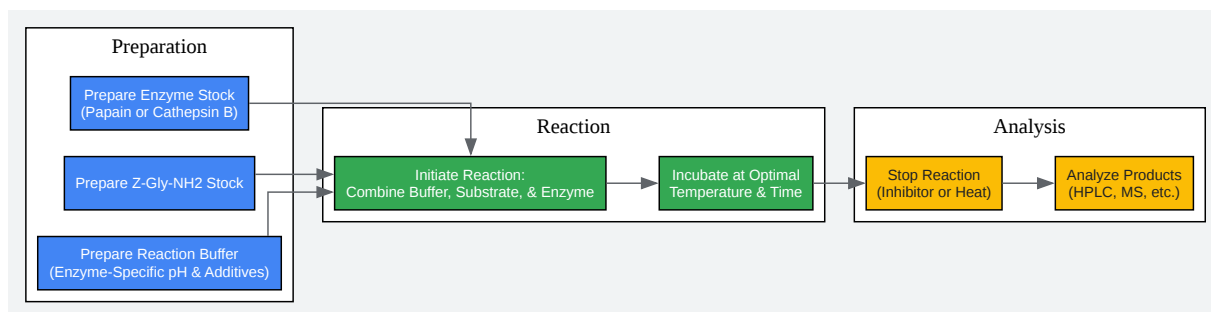 Preparation
Prepare Enzyme Stock
(Papain or Cathepsin B)
Prepare Z-Gly-NH2 Stock
Prepare Reaction Buffer
(Enzyme-Specific pH & Additives)
Reaction
Initiate Reaction:
Combine Buffer, Substrate, & Enzyme
Incubate at Optimal
Temperature & Time
Analysis
Stop Reaction
(Inhibitor or Heat)
Analyze Products
(HPLC, MS, etc.)